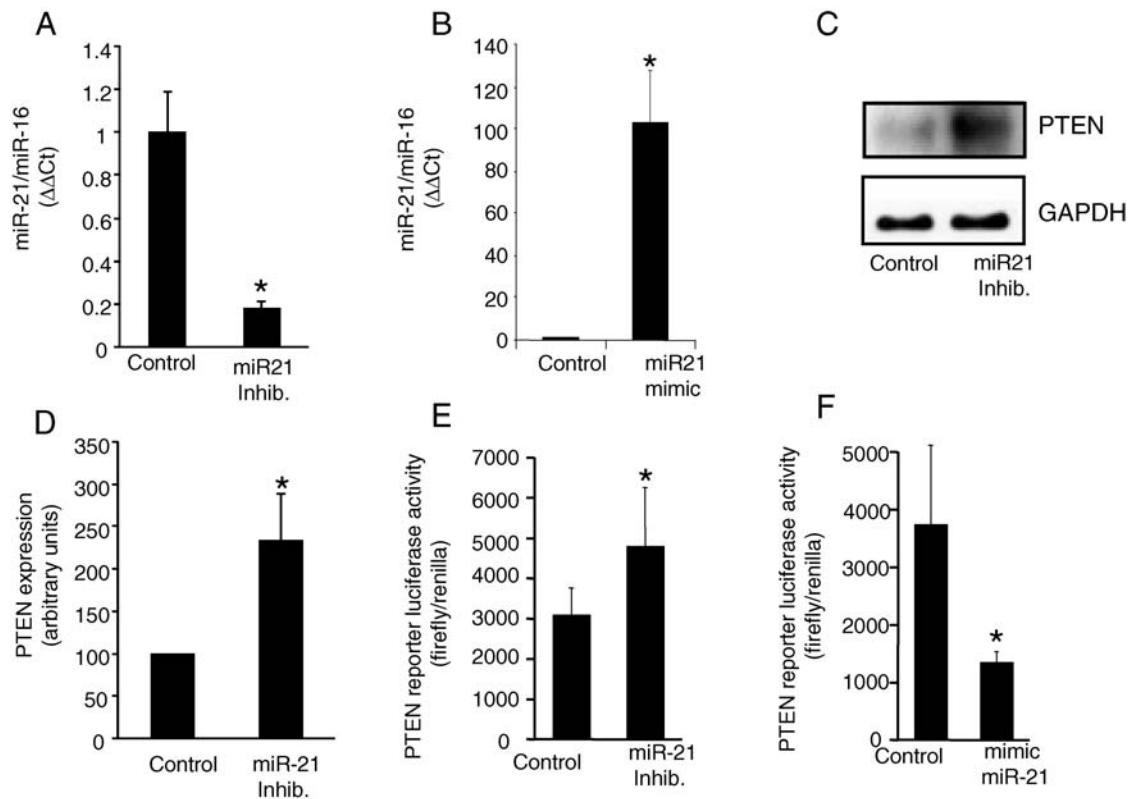 A
miR-21/miR-16
(ΔΔCt)
1.4
1.2
1
0.8
0.6
0.4
0.2
0
*
Control
miR21
Inhib.
B
miR-21/miR-16
(ΔΔCt)
140
120
100
80
60
40
20
0
*
Control
miR21
mimic
C
PTEN
GAPDH
Control
miR21
Inhib.
D
PTEN expression
(arbitrary units)
350
300
250
200
150
100
50
0
*
Control
miR-21
Inhib.
E
PTEN reporter luciferase activity
(firefly/renilla)
7000
6000
5000
4000
3000
2000
1000
0
*
Control
miR-21
Inhib.
F
PTEN reporter luciferase activity
(firefly/renilla)
5000
4000
3000
2000
1000
0
*
Control
mimic
miR-21